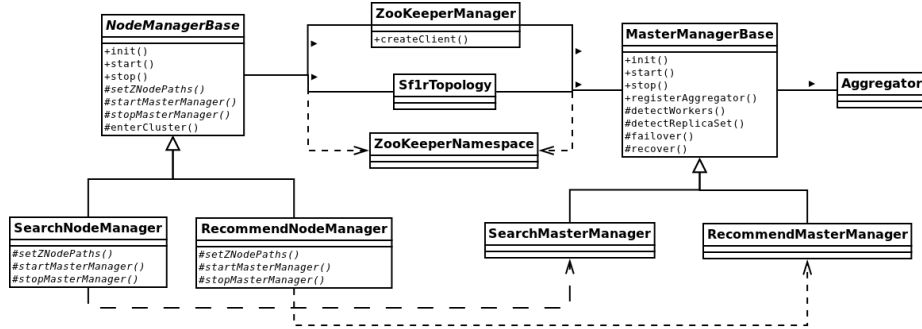 NodeManagerBase
+init()
+start()
+stop()
#setZNodePaths()
#startMasterManager()
#stopMasterManager()
#enterCluster()
ZooKeeperManager
+createClient()
Sf1rTopology
ZooKeeperNamespace
MasterManagerBase
+init()
+start()
+stop()
+registerAggregator()
#detectWorkers()
#detectReplicaSet()
#failover()
#recover()
Aggregator
SearchNodeManager
#setZNodePaths()
#startMasterManager()
#stopMasterManager()
RecommendNodeManager
#setZNodePaths()
#startMasterManager()
#stopMasterManager()
SearchMasterManager
RecommendMasterManager